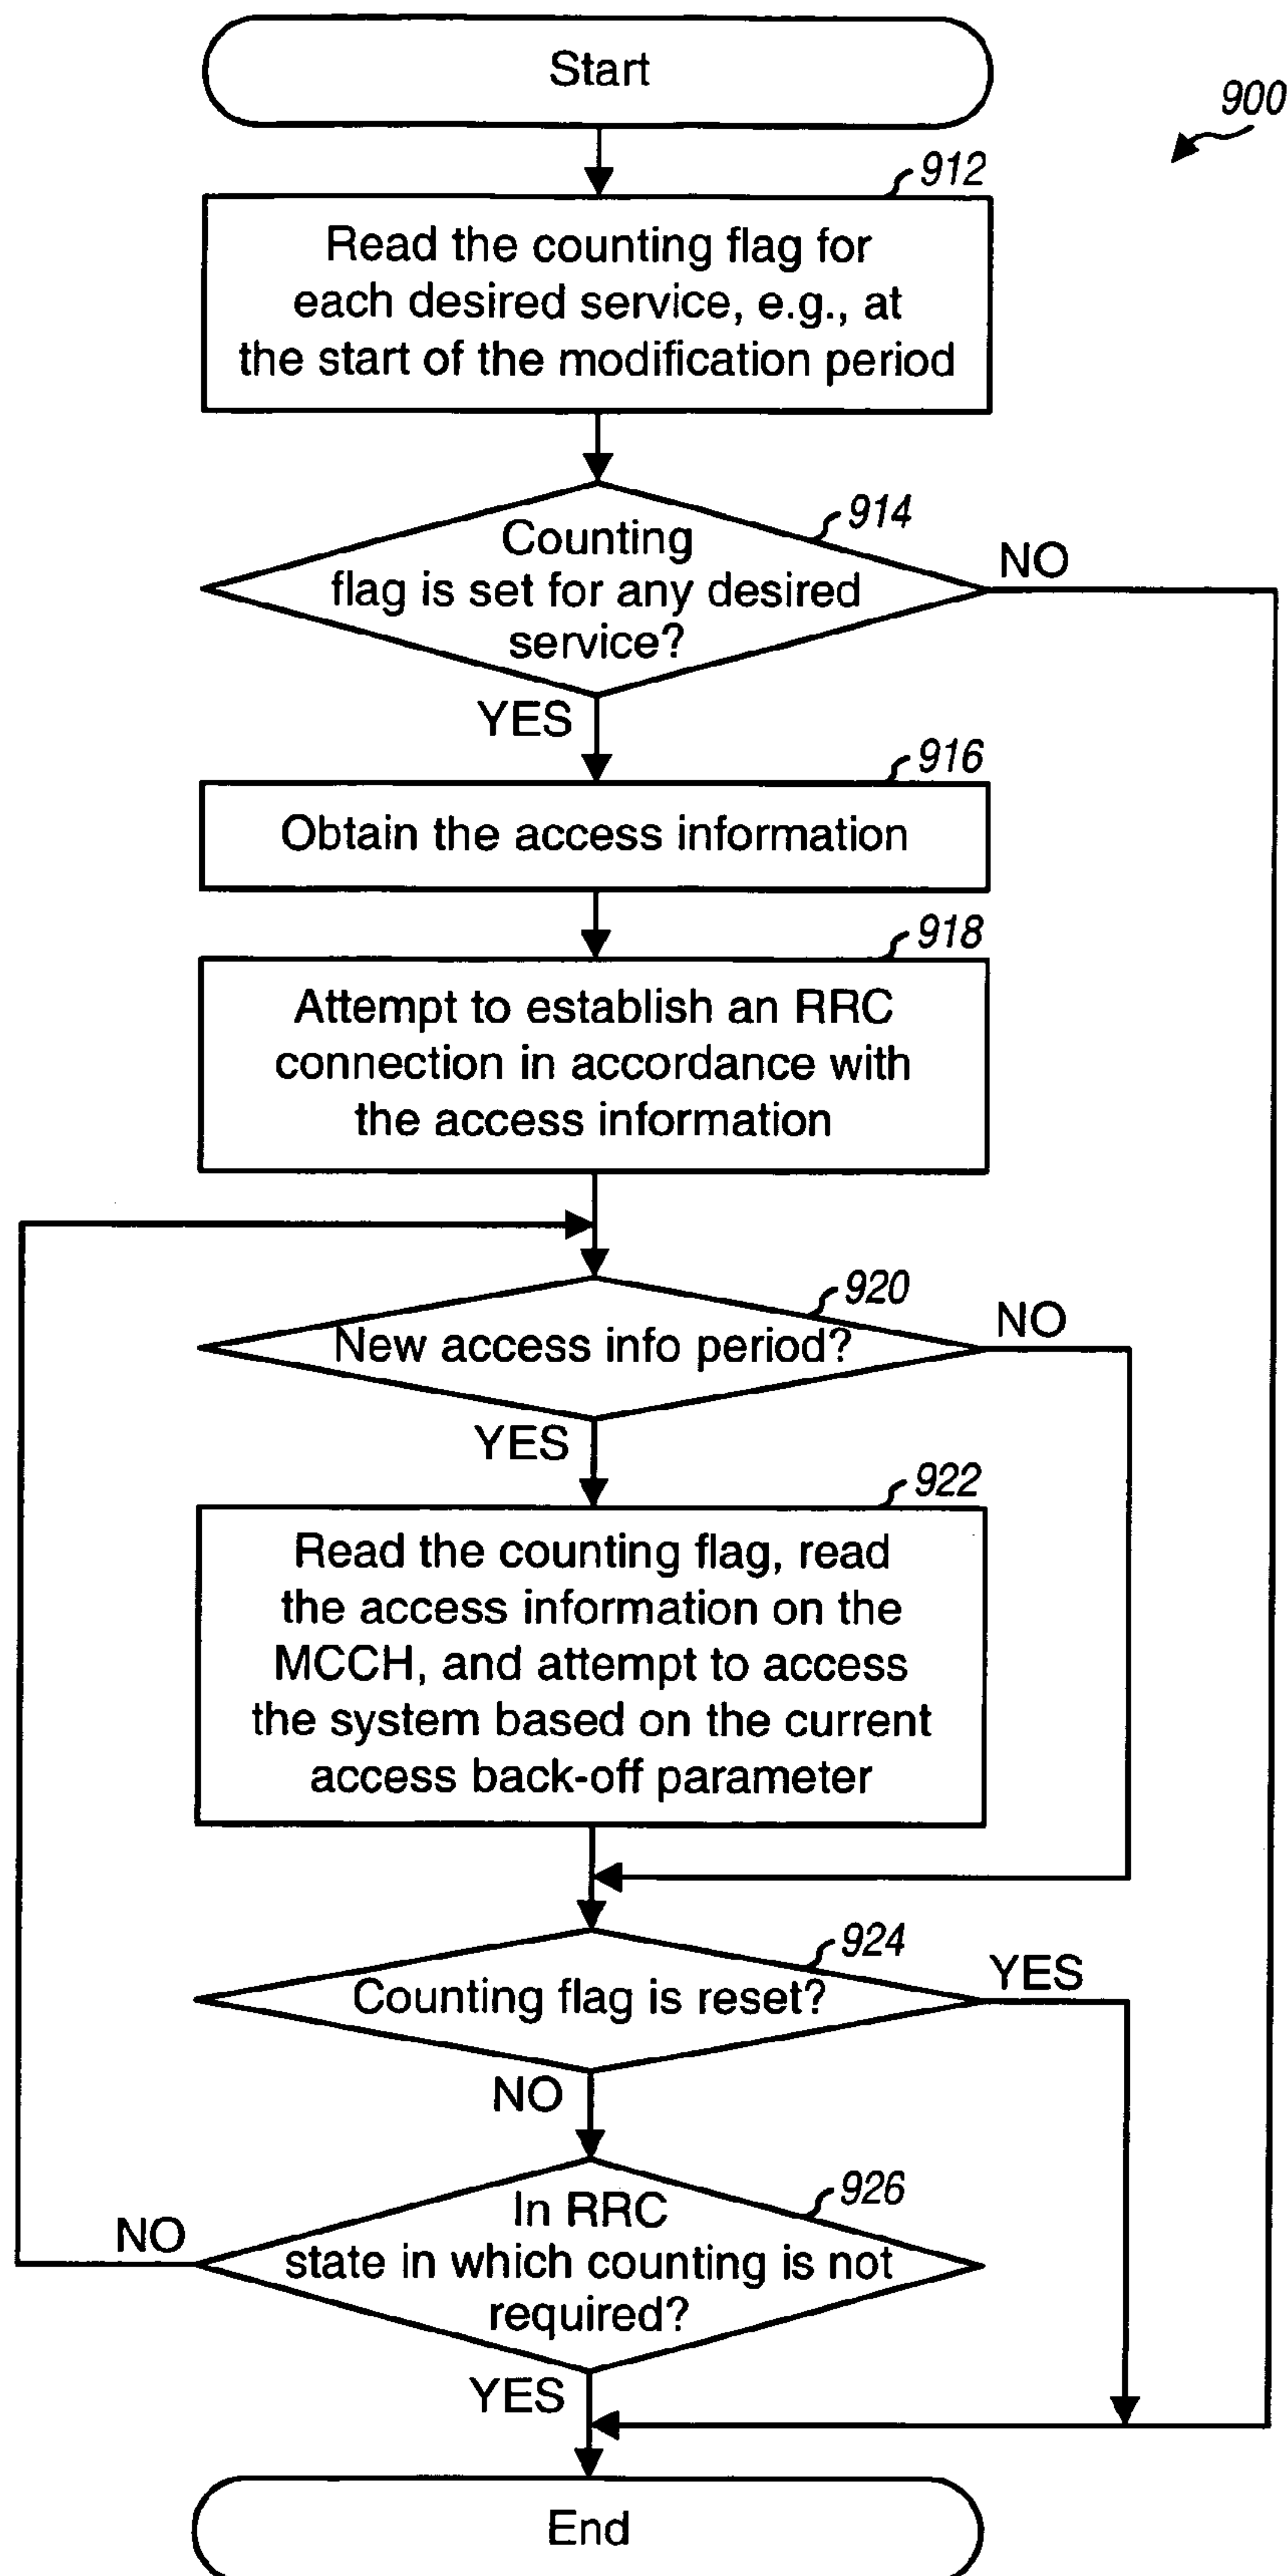 Start
900
912
Read the counting flag for
each desired service, e.g., at
the start of the modification period
914
Counting
flag is set for any desired
service?
NO
YES
916
Obtain the access information
918
Attempt to establish an RRC
connection in accordance with
the access information
920
New access info period?
NO
YES
922
Read the counting flag, read
the access information on the
MCCH, and attempt to access
the system based on the current
access back-off parameter
924
Counting flag is reset?
YES
NO
926
In RRC
state in which counting is not
required?
NO
YES
End